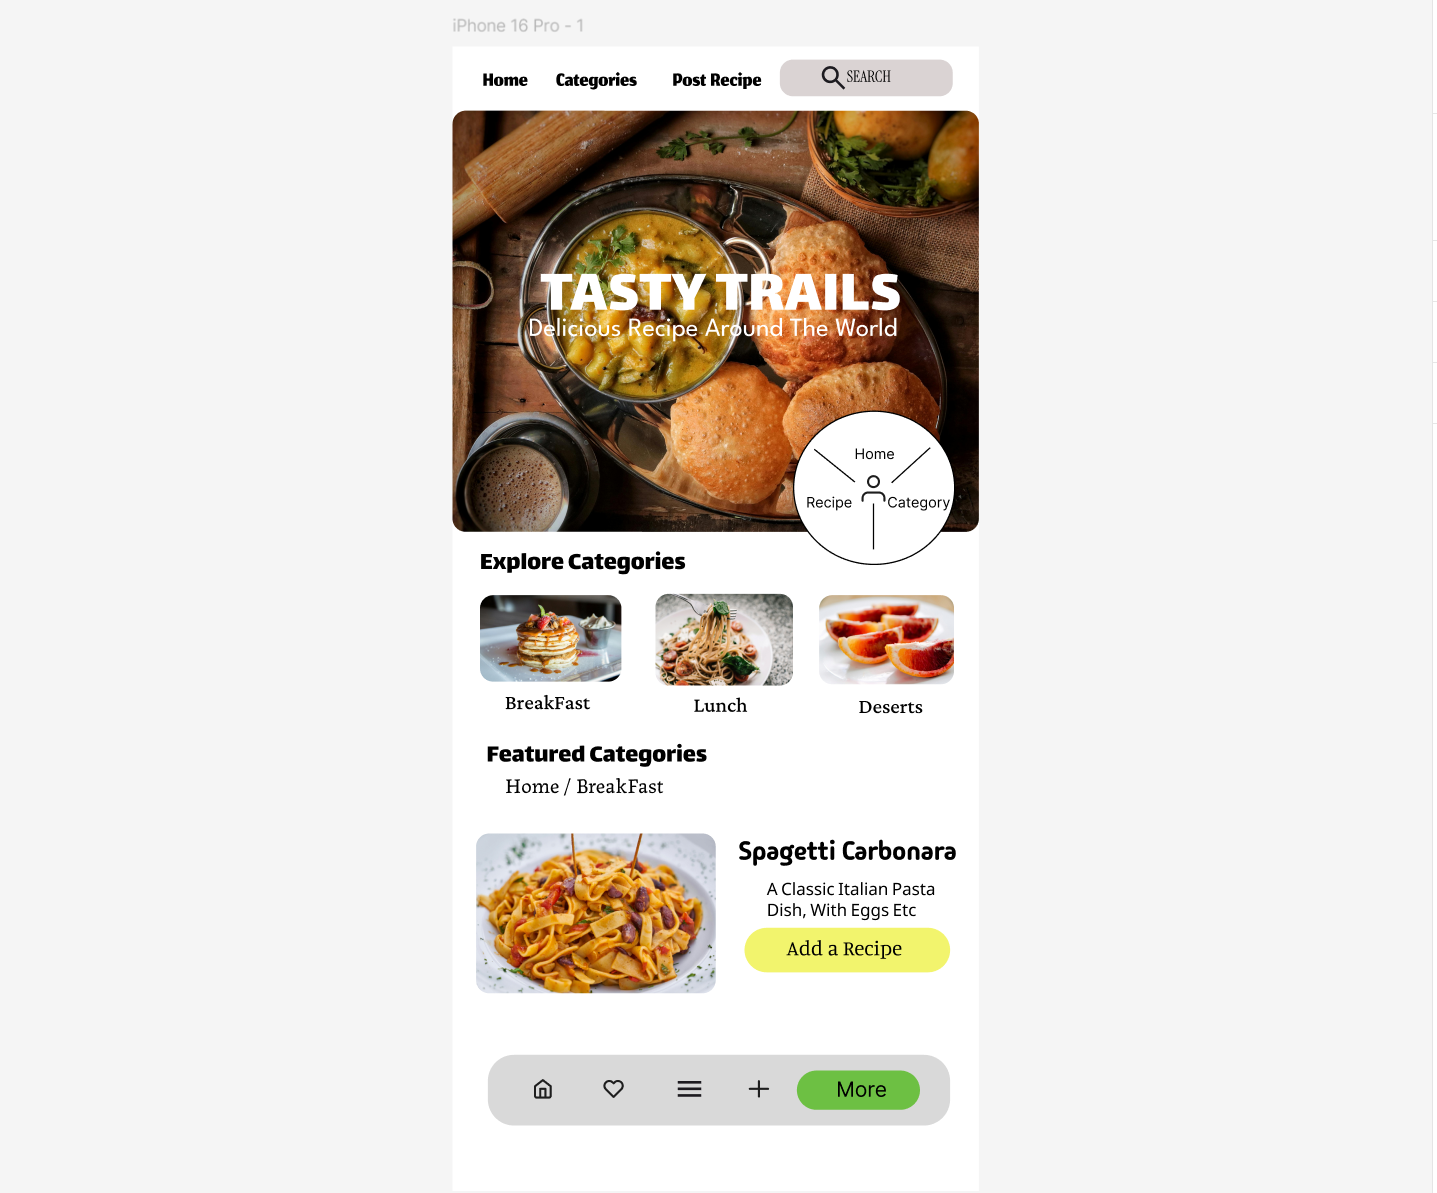 iPhone 16 Pro - 1
Home Categories Post Recipe SEARCH
TASTY TRAILS
Delicious Recipe Around The World
Home
Recipe Category
Explore Categories
BreakFast Lunch Deserts
Featured Categories
Home / BreakFast
Spagetti Carbonara
A Classic Italian Pasta
Dish, With Eggs Etc
Add a Recipe
More